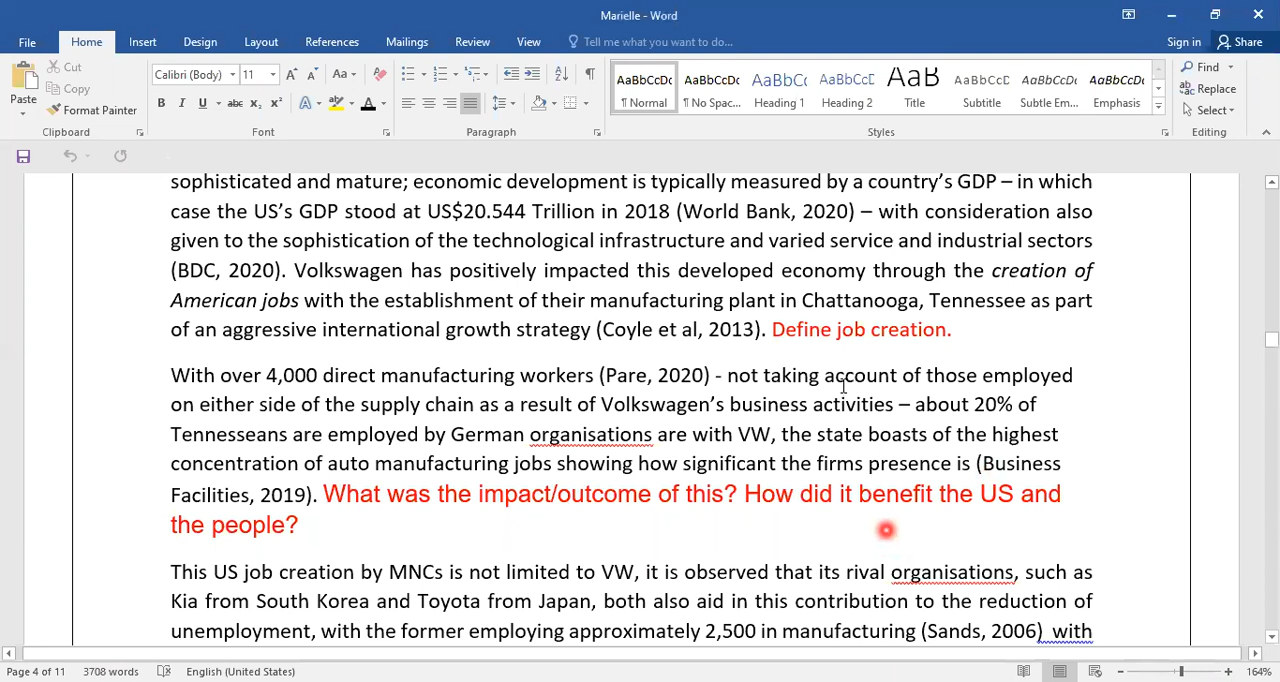 Marielle - Word
File Home Insert Design Layout References Mailings Review View Tell me what you want to do... Sign in Share
Cut
Copy
Format Painter
Paste
Calibri (Body) 11
AaBbCcDc AaBbCcDc AaBbCc AaBbCcDc AaB AaBbCcDc AaBbCcDc AaBbCcDc
¶ Normal ¶ No Spac... Heading 1 Heading 2 Title Subtitle Subtle Em... Emphasis
Find
Replace
Select
Clipboard Font Paragraph Styles Editing
sophisticated and mature; economic development is typically measured by a country's GDP – in which
case the US's GDP stood at US$20.544 Trillion in 2018 (World Bank, 2020) – with consideration also
given to the sophistication of the technological infrastructure and varied service and industrial sectors
(BDC, 2020). Volkswagen has positively impacted this developed economy through the creation of
American jobs with the establishment of their manufacturing plant in Chattanooga, Tennessee as part
of an aggressive international growth strategy (Coyle et al, 2013). Define job creation.
With over 4,000 direct manufacturing workers (Pare, 2020) - not taking account of those employed
on either side of the supply chain as a result of Volkswagen's business activities – about 20% of
Tennesseans are employed by German organisations are with VW, the state boasts of the highest
concentration of auto manufacturing jobs showing how significant the firms presence is (Business
Facilities, 2019). What was the impact/outcome of this? How did it benefit the US and
the people?
This US job creation by MNCs is not limited to VW, it is observed that its rival organisations, such as
Kia from South Korea and Toyota from Japan, both also aid in this contribution to the reduction of
unemployment, with the former employing approximately 2,500 in manufacturing (Sands, 2006) with
Page 4 of 11 3708 words English (United States) 164%